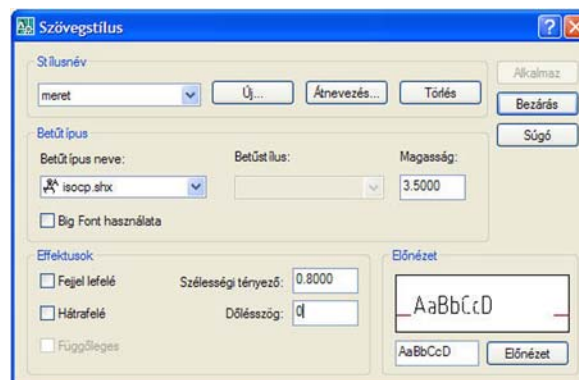 Szövegstílus
Stílusnév
meret
Új...
Átnevezés...
Törlés
Alkalmaz
Bezárás
Súgó
Betűtípus
Betűtípus neve:
Betűstílus:
Magasság:
isocp.shx
3.5000
Big Font használata
Effektusok
Fejjel lefelé
Szélességi tényező:
0.8000
Hátrafelé
Dőlésszög:
0
Függőleges
Előnézet
AaBbCcD
AaBbCcD
Előnézet